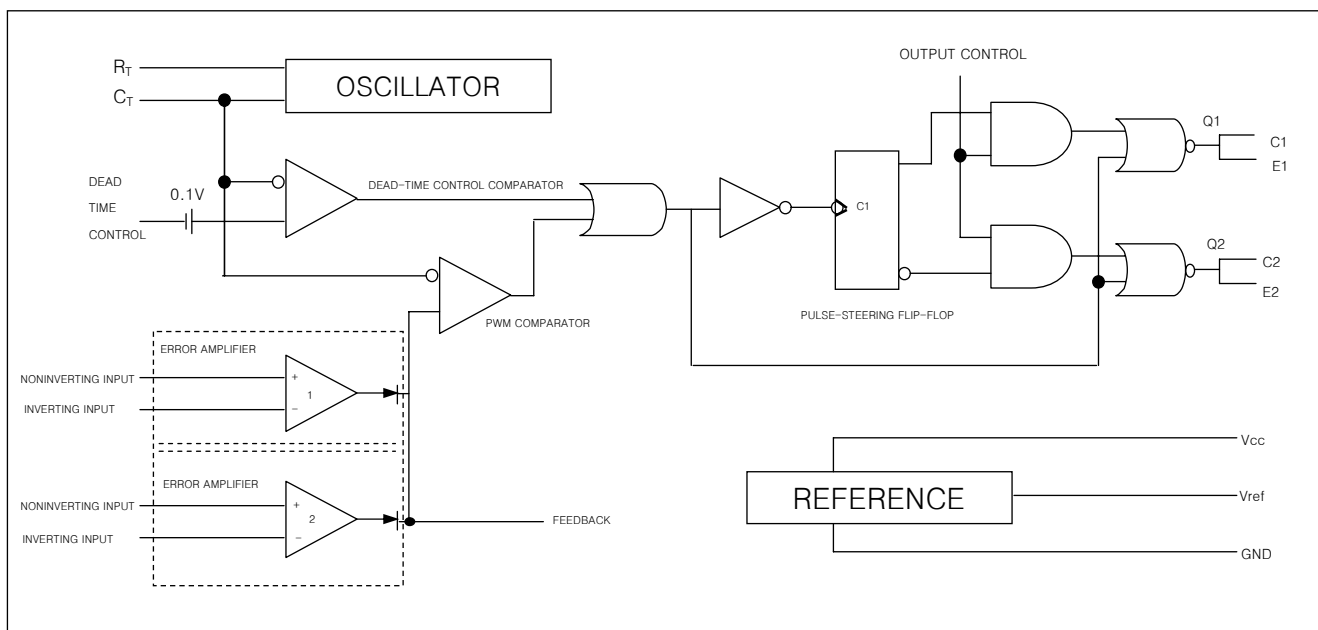 R_T
OSCILLATOR
C_T
OUTPUT CONTROL
Q1
C1
E1
DEAD
TIME
CONTROL
0.1V
DEAD-TIME CONTROL COMPARATOR
C1
Q2
C2
E2
PULSE-STEERING FLIP-FLOP
PWM COMPARATOR
ERROR AMPLIFIER
NONINVERTING INPUT
+
1
INVERTING INPUT
−
ERROR AMPLIFIER
NONINVERTING INPUT
+
2
INVERTING INPUT
−
FEEDBACK
Vcc
REFERENCE
Vref
GND